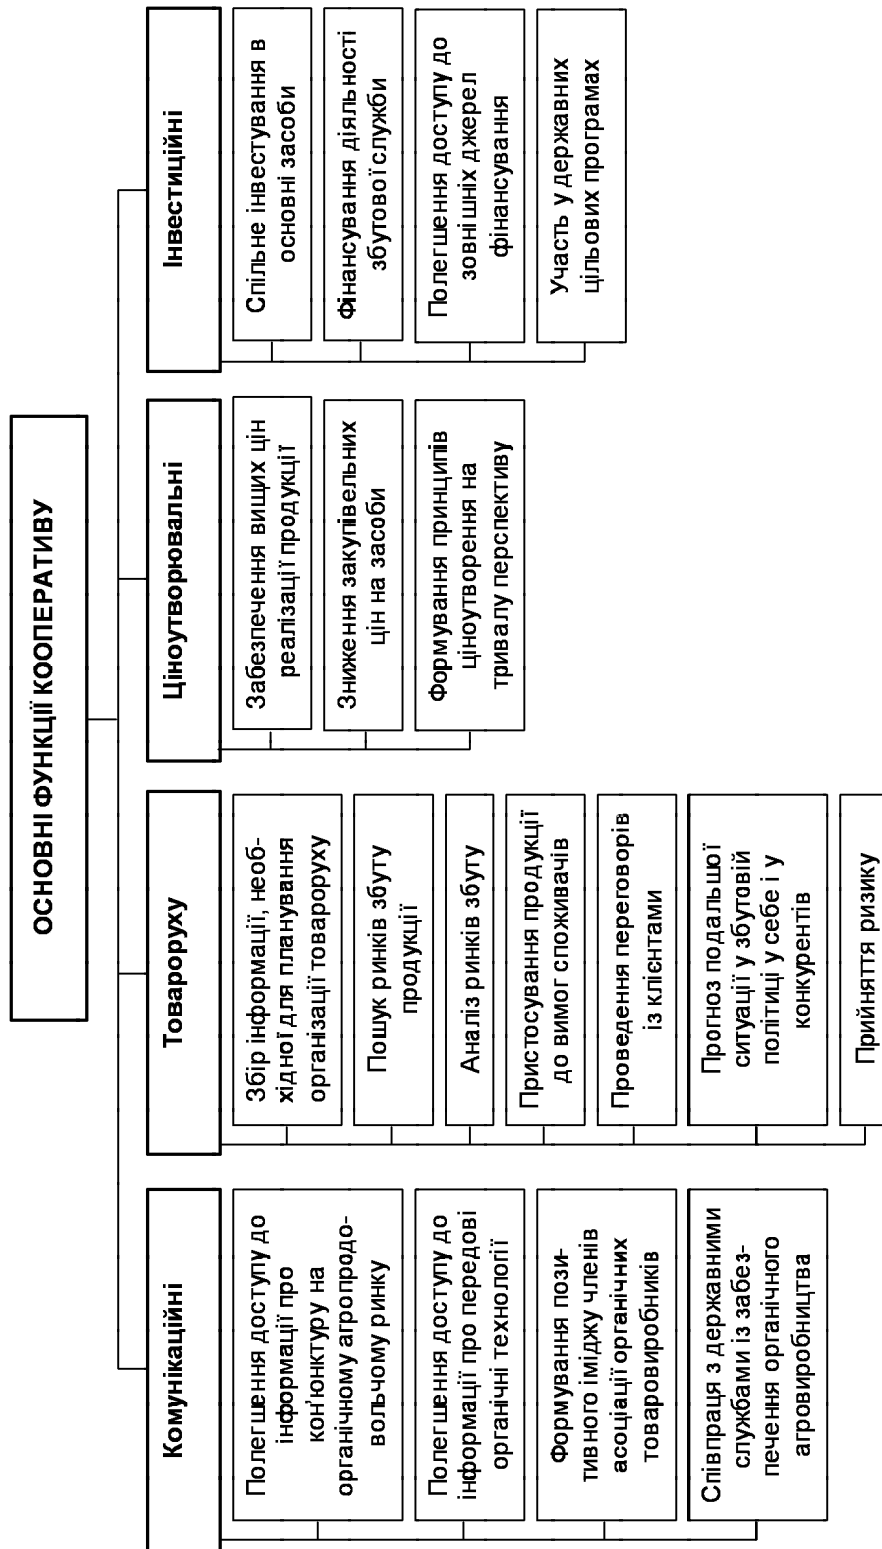 ОСНОВНІ ФУНКЦІЇ КООПЕРАТИВУ
Комунікаційні
Полегшення доступу до
інформації про
кон'юнктуру на
органічному агропродо-
вольчому ринку
Полегшення доступу до
інформації про передові
органічні технології
Формування пози-
тивного іміджу членів
асоціації органічних
товаровиробників
Співпраця з державними
службами із забез-
печення органічного
агровиробництва
Товароруху
Збір інформації, необ-
хідної для планування
організації товароруху
Пошук ринків збуту
продукції
Аналіз ринків збуту
Пристосування продукції
до вимог споживачів
Проведення переговорів
із клієнтами
Прогноз подальшої
ситуації у збутовій
політиці у себе і у
конкурентів
Прийняття ризику
Ціноутворювальні
Забезпечення вищих цін
реалізації продукції
Зниження закупівельних
цін на засоби
Формування принципів
ціноутворення на
тривалу перспективу
Інвестиційні
Спільне інвестування в
основні засоби
Фінансування діяльності
збутової служби
Полегшення доступу до
зовнішніх джерел
фінансування
Участь у державних
цільових програмах